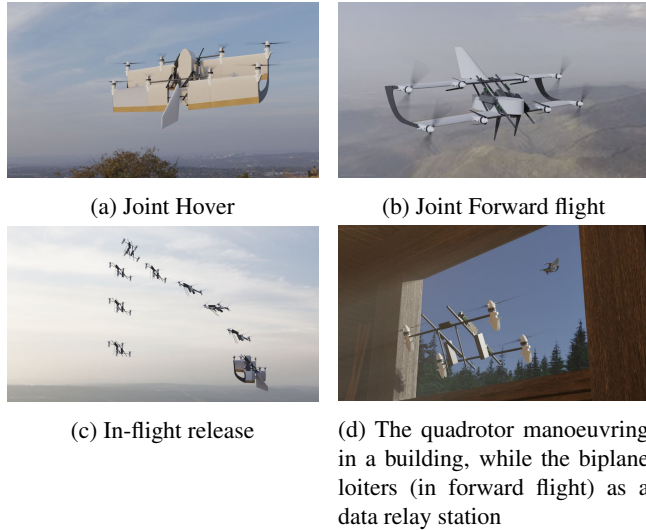 (a) Joint Hover
(b) Joint Forward flight
(c) In-flight release
(d) The quadrotor manoeuvring
in a building, while the biplane
loiters (in forward flight) as a
data relay station